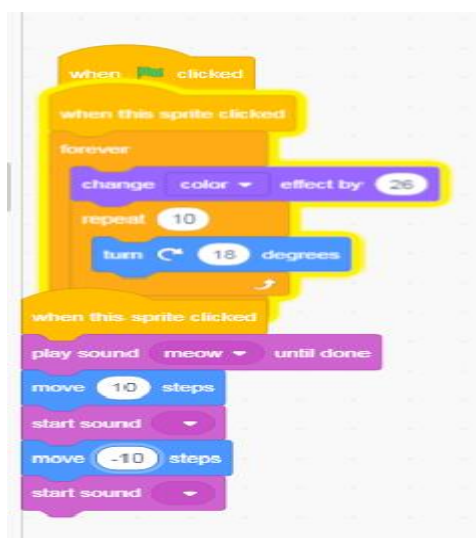 when clicked
when this sprite clicked
forever
change color effect by 26
repeat 10
turn 18 degrees
when this sprite clicked
play sound meow until done
move 10 steps
start sound
move -10 steps
start sound